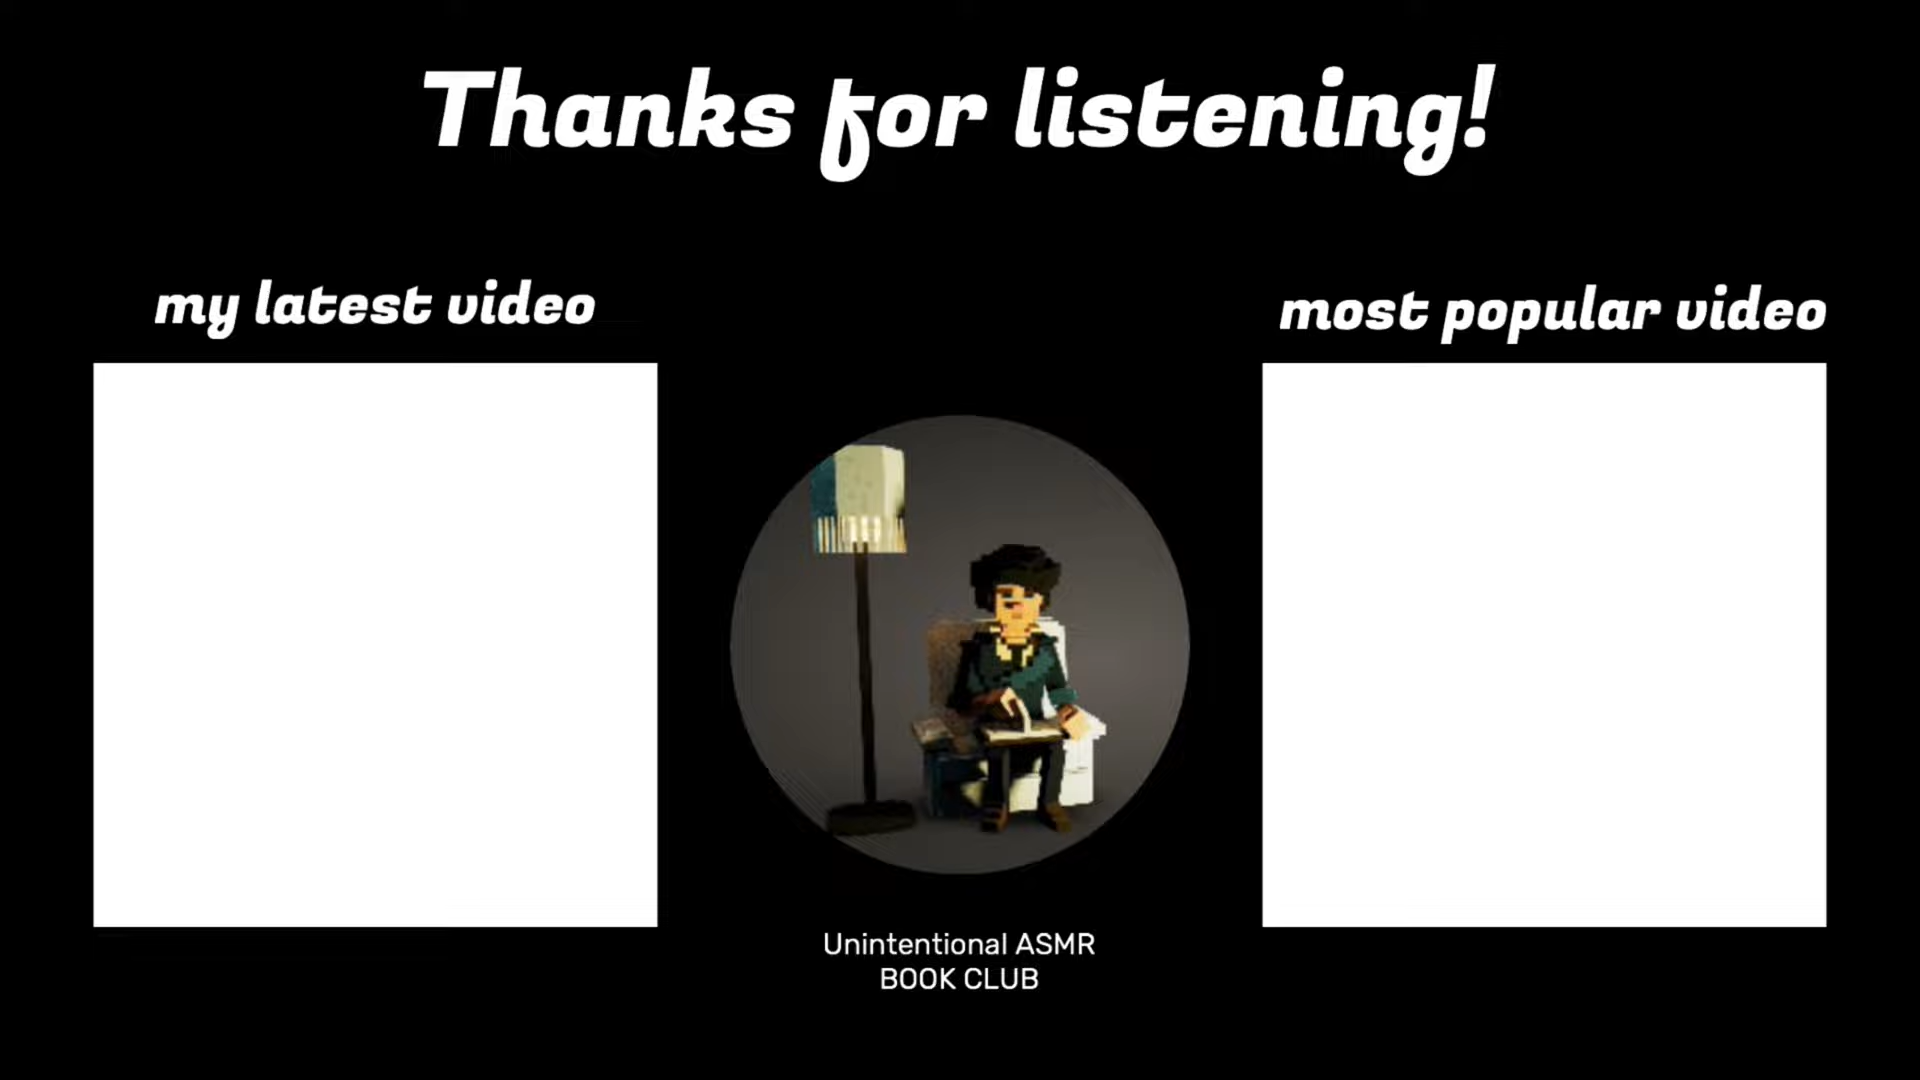 Thanks for listening!
my latest video
most popular video
Unintentional ASMR
BOOK CLUB